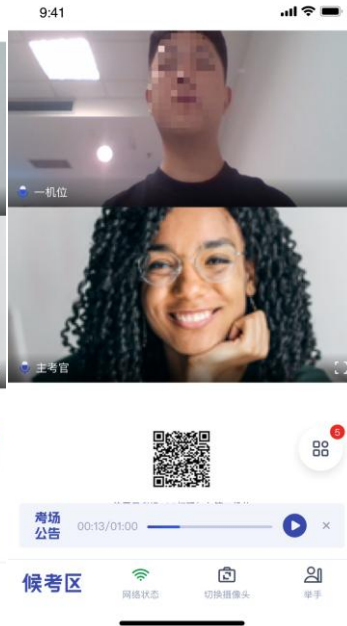 9:41
一机位
主考官
5
考场
公告
00:13/01:00
候考区
网络状态
切换摄像头
举手